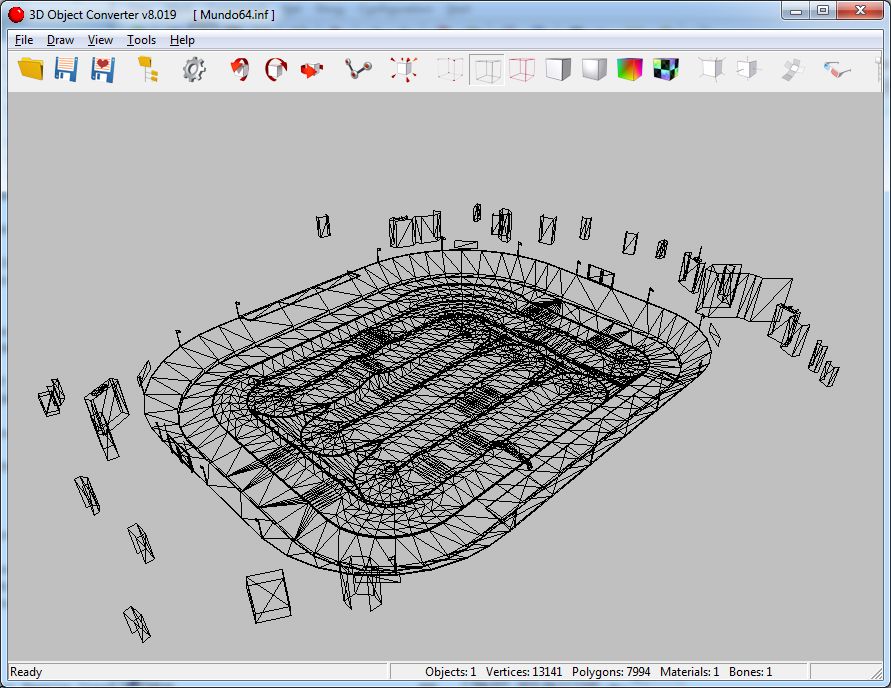 3D Object Converter v8.019 [ Mundo64.inf ]
File Draw View Tools Help
Ready Objects: 1 Vertices: 13141 Polygons: 7994 Materials: 1 Bones: 1